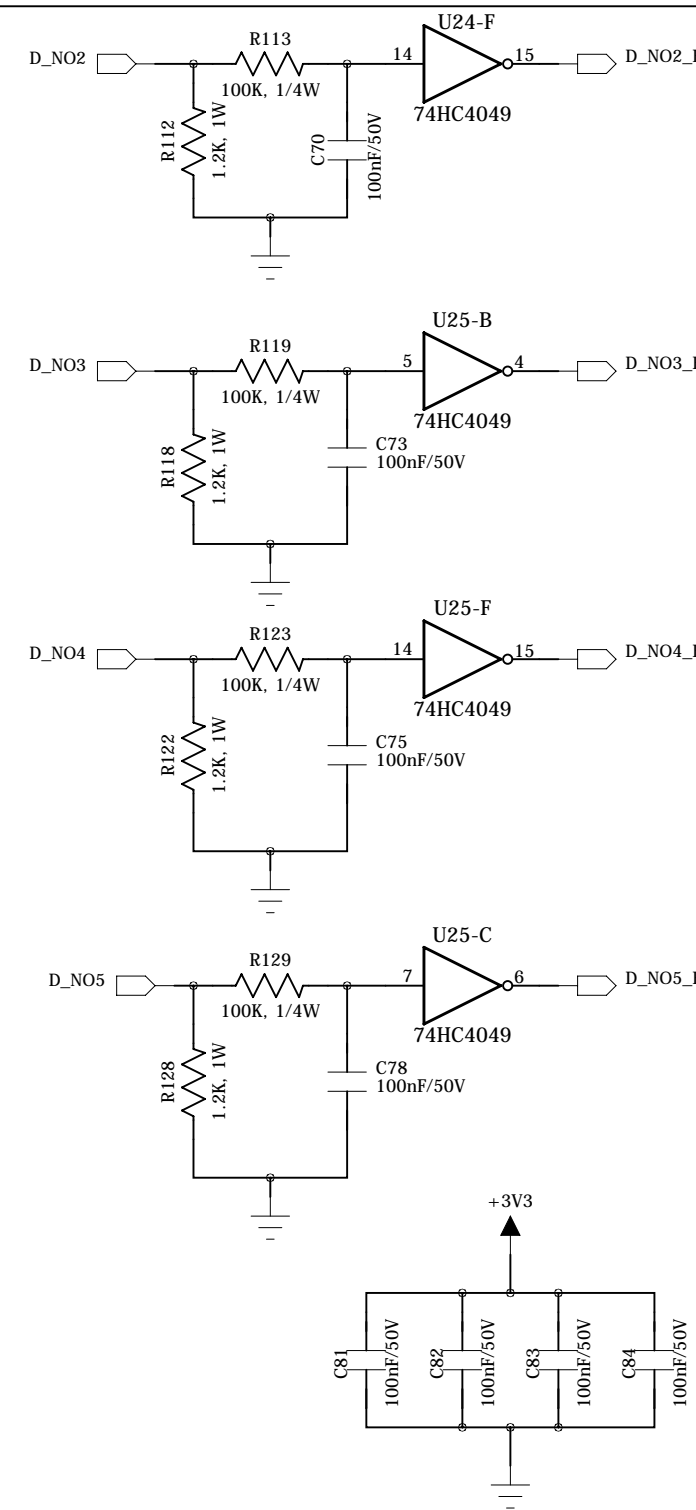 U24-F
R113
D_NO2
14
15
D_NO2_
100K, 1/4W
74HC4049
R112
1.2K, 1W
C70
100nF/50V
U25-B
R119
D_NO3
5
4
D_NO3_
100K, 1/4W
74HC4049
R118
1.2K, 1W
C73
100nF/50V
U25-F
R123
D_NO4
14
15
D_NO4_
100K, 1/4W
74HC4049
R122
1.2K, 1W
C75
100nF/50V
U25-C
R129
D_NO5
7
6
D_NO5_
100K, 1/4W
74HC4049
R128
1.2K, 1W
C78
100nF/50V
+3V3
C81
100nF/50V
C82
100nF/50V
C83
100nF/50V
C84
100nF/50V